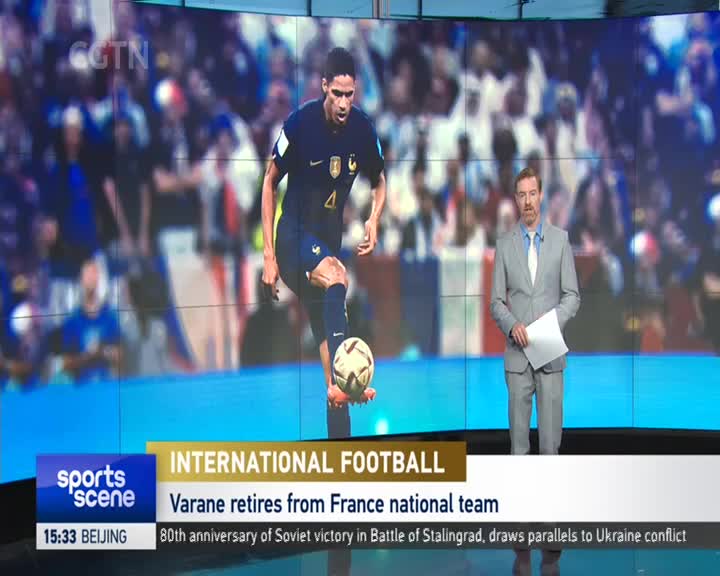 CGTN
4
INTERNATIONAL FOOTBALL
sports
scene
Varane retires from France national team
15:33 BEIJING
80th anniversary of Soviet victory in Battle of Stalingrad, draws parallels to Ukraine conflict